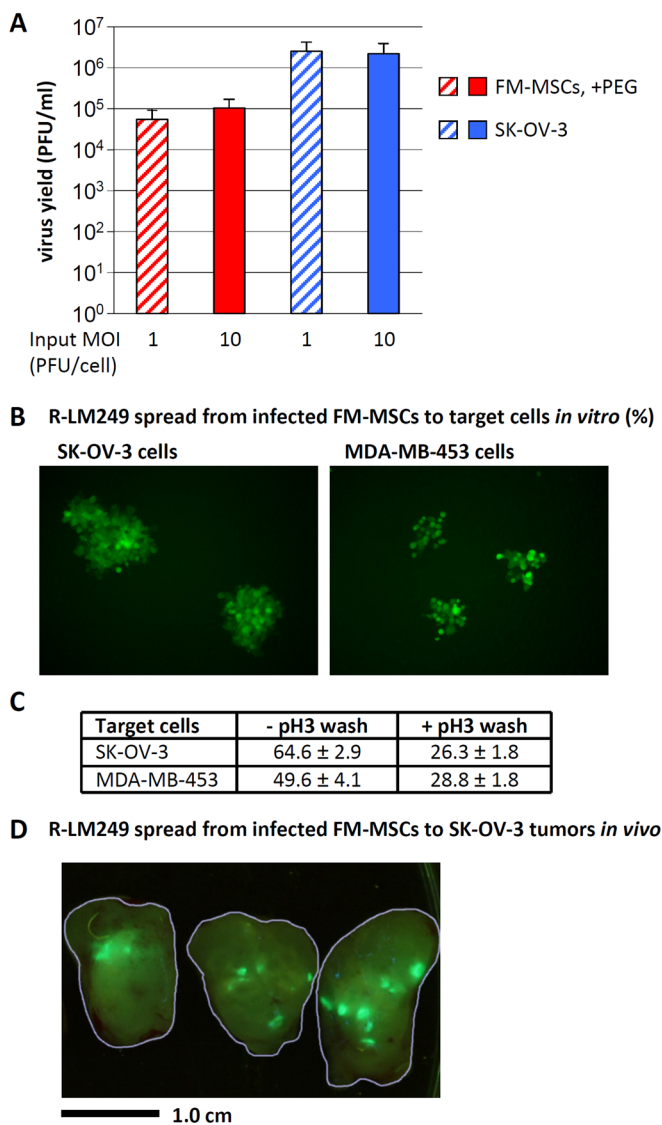 A
10⁷
10⁶
10⁵
10⁴
10³
10²
10¹
10⁰
virus yield (PFU/ml)
Input MOI 1 10 1 10
(PFU/cell)
FM-MSCs, +PEG
SK-OV-3
B R-LM249 spread from infected FM-MSCs to target cells in vitro (%)
SK-OV-3 cells MDA-MB-453 cells
C
Target cells - pH3 wash + pH3 wash
SK-OV-3 64.6 ± 2.9 26.3 ± 1.8
MDA-MB-453 49.6 ± 4.1 28.8 ± 1.8
D R-LM249 spread from infected FM-MSCs to SK-OV-3 tumors in vivo
1.0 cm